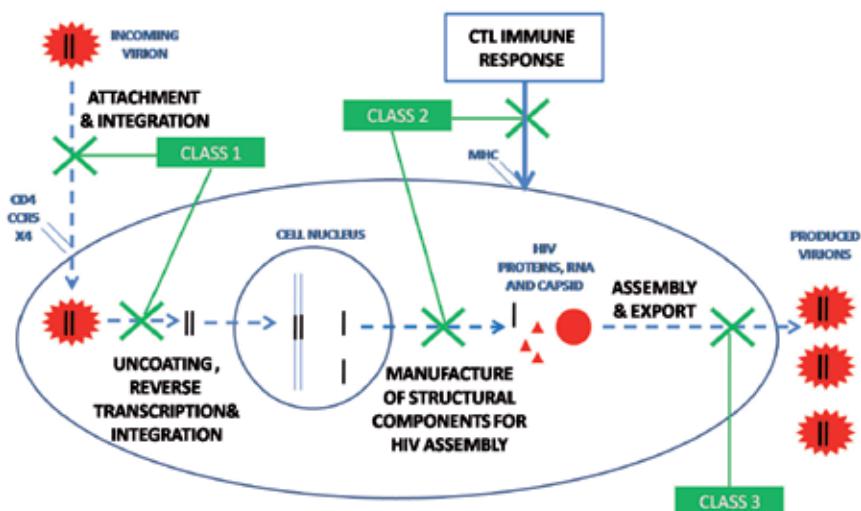 INCOMING
VIRION
ATTACHMENT
& INTEGRATION
CLASS 1
CD4
CCR5
X4
CTL IMMUNE
RESPONSE
CLASS 2
MHC
CELL NUCLEUS
UNCOATING,
REVERSE
TRANSCRIPTION&
INTEGRATION
MANUFACTURE
OF STRUCTURAL
COMPONENTS FOR
HIV ASSEMBLY
HIV
PROTEINS, RNA
AND CAPSID
ASSEMBLY
& EXPORT
PRODUCED
VIRIONS
CLASS 3